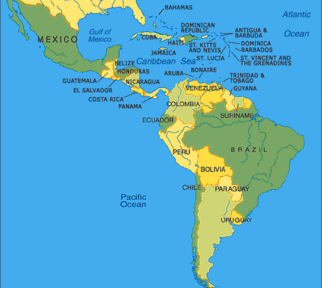 BAHAMAS
Atlantic
Ocean
Gulf of
Mexico
MEXICO
CUBA
DOMINICAN
REPUBLIC
HAITI
ANTIGUA &
BARBUDA
ST. KITTS
AND NEVIS
DOMINICA
BARBADOS
JAMAICA
BELIZE
Caribbean Sea
ST. LUCIA
ST. VINCENT AND
THE GRENADINES
HONDURAS
ARUBA
BONAIRE
GUATEMALA
NICARAGUA
TRINIDAD &
TOBAGO
EL SALVADOR
VENEZUELA
GUYANA
COSTA RICA
PANAMA
COLOMBIA
SURINAME
ECUADOR
PERU
BRAZIL
BOLIVIA
Pacific
Ocean
CHILE
PARAGUAY
URUGUAY